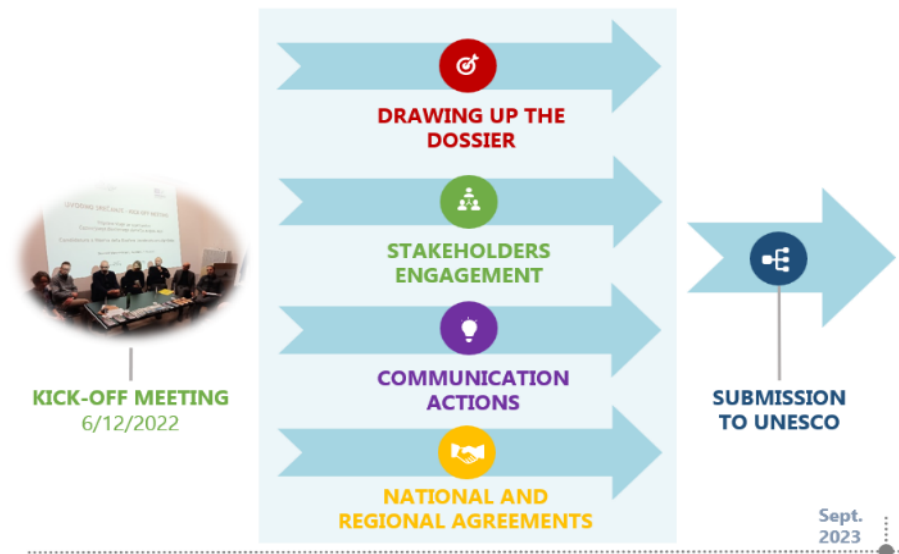 DRAWING UP THE
DOSSIER
STAKEHOLDERS
ENGAGEMENT
COMMUNICATION
ACTIONS
NATIONAL AND
REGIONAL AGREEMENTS
KICK-OFF MEETING
6/12/2022
SUBMISSION
TO UNESCO
Sept.
2023